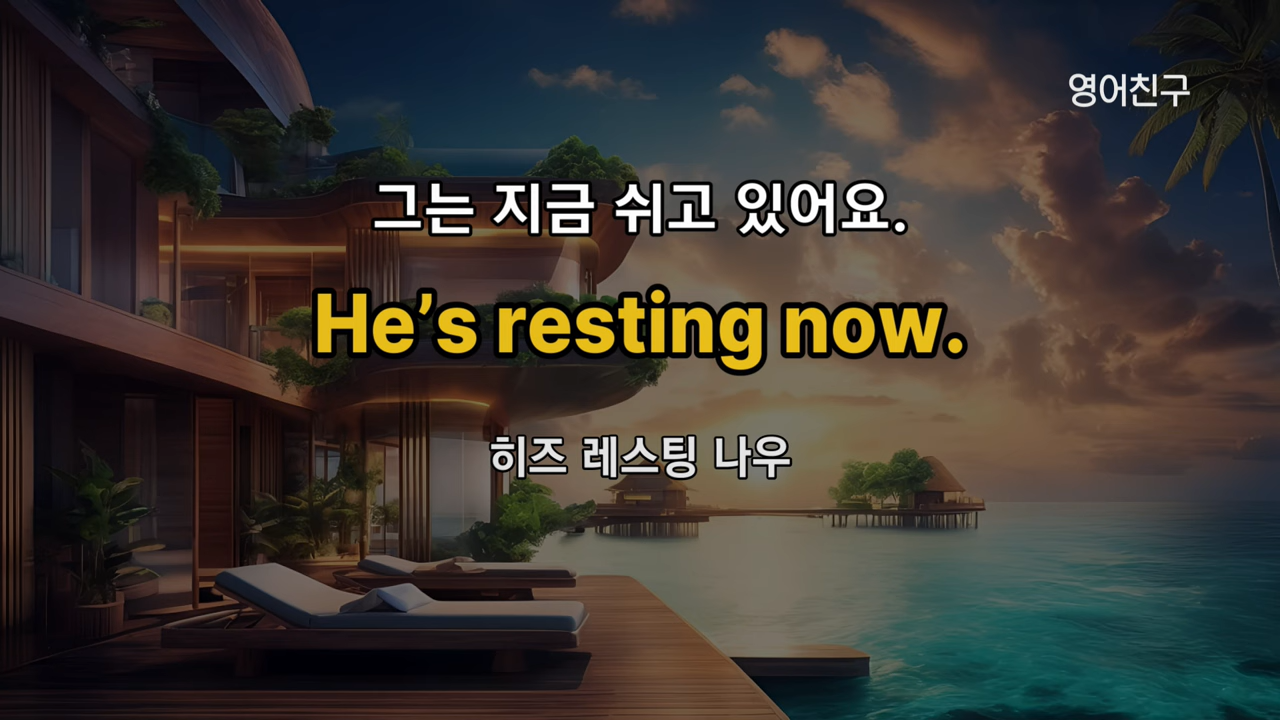 영어친구
그는 지금 쉬고 있어요.
He's resting now.
히즈 레스팅 나우